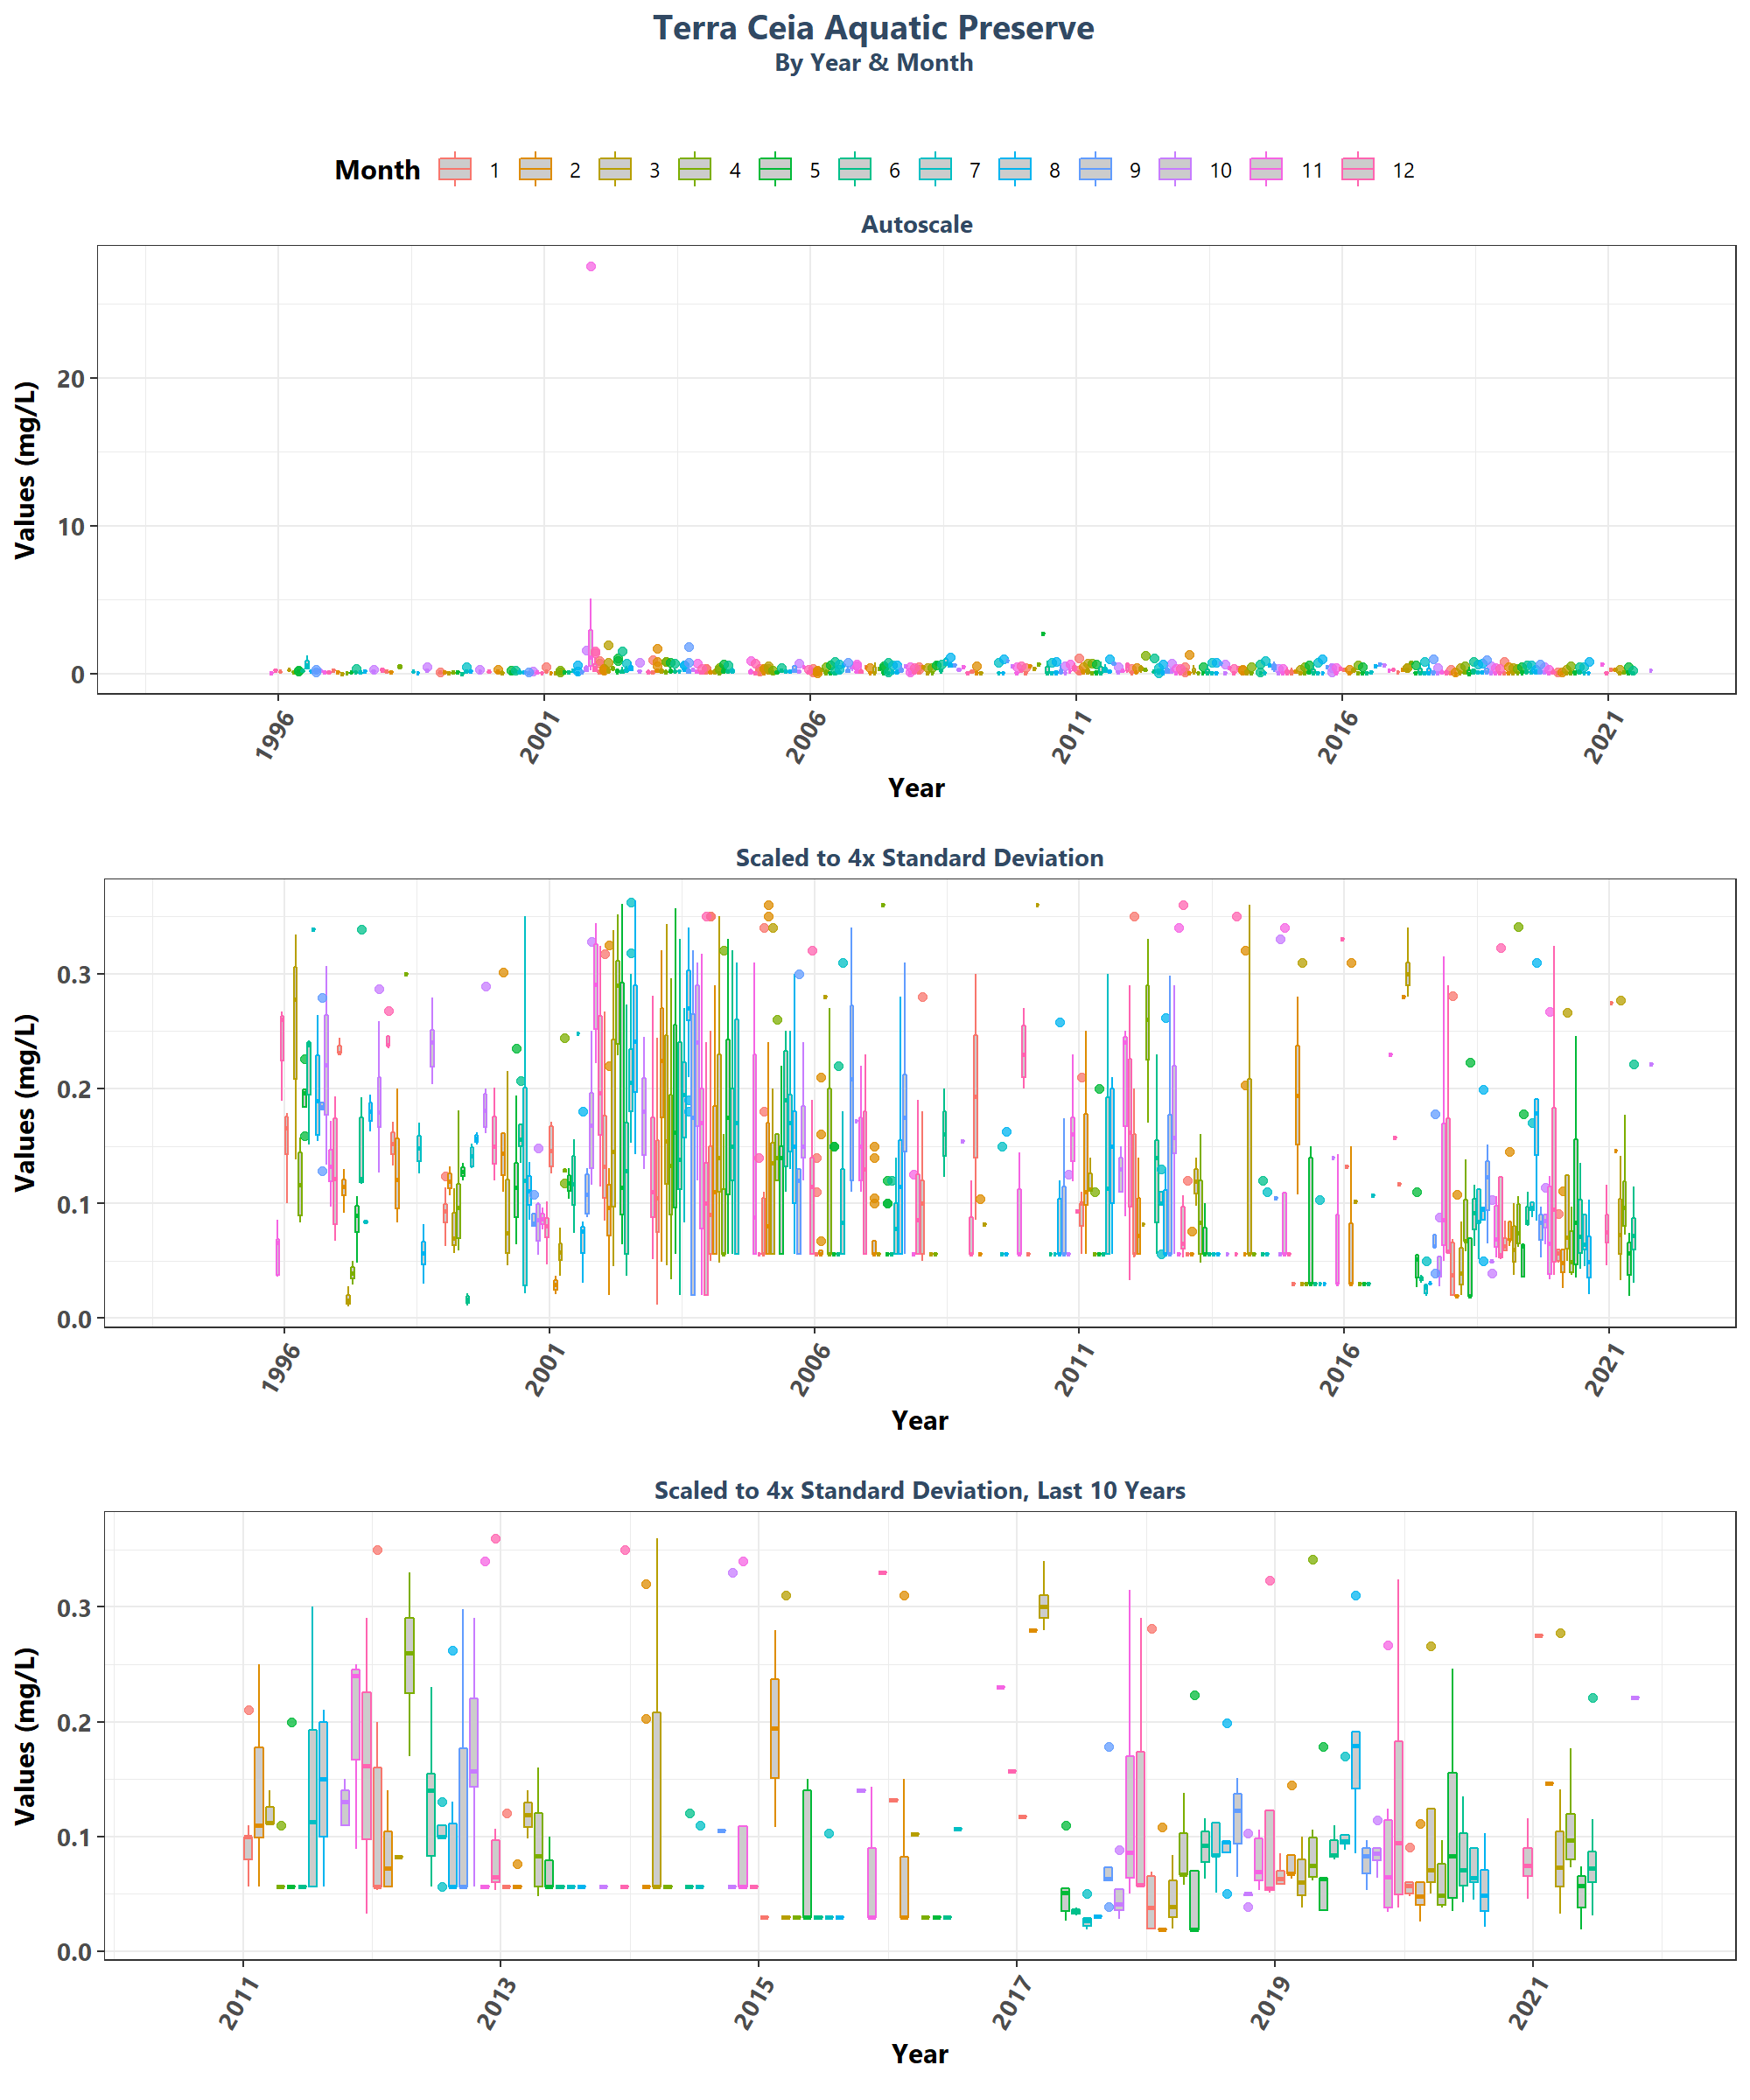 Terra Ceia Aquatic Preserve
By Year & Month
Month 1 2 3 4 5 6 7 8 9 10 11 12
Autoscale
Values (mg/L)
20
10
0
1996 2001 2006 2011 2016 2021
Year
Scaled to 4x Standard Deviation
Values (mg/L)
0.3
0.2
0.1
0.0
1996 2001 2006 2011 2016 2021
Year
Scaled to 4x Standard Deviation, Last 10 Years
Values (mg/L)
0.3
0.2
0.1
0.0
2011 2013 2015 2017 2019 2021
Year